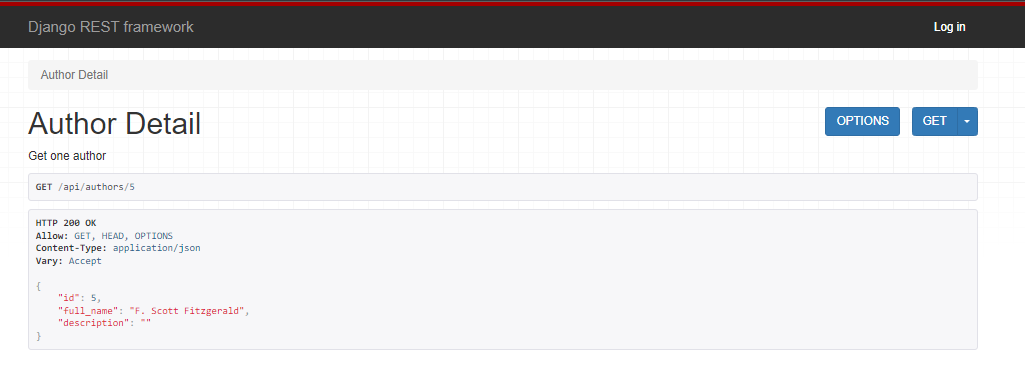 Django REST framework
Log in
Author Detail
Author Detail
OPTIONS
GET
Get one author
GET /api/authors/5
HTTP 200 OK
Allow: GET, HEAD, OPTIONS
Content-Type: application/json
Vary: Accept
{
    "id": 5,
    "full_name": "F. Scott Fitzgerald",
    "description": ""
}